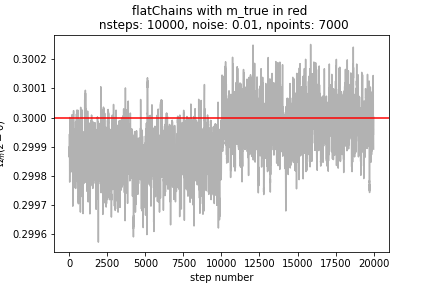 flatChains with m_true in red
nsteps: 10000, noise: 0.01, npoints: 7000
0.3002
0.3001
0.3000
0.2999
0.2998
0.2997
0.2996
0 2500 5000 7500 10000 12500 15000 17500 20000
step number